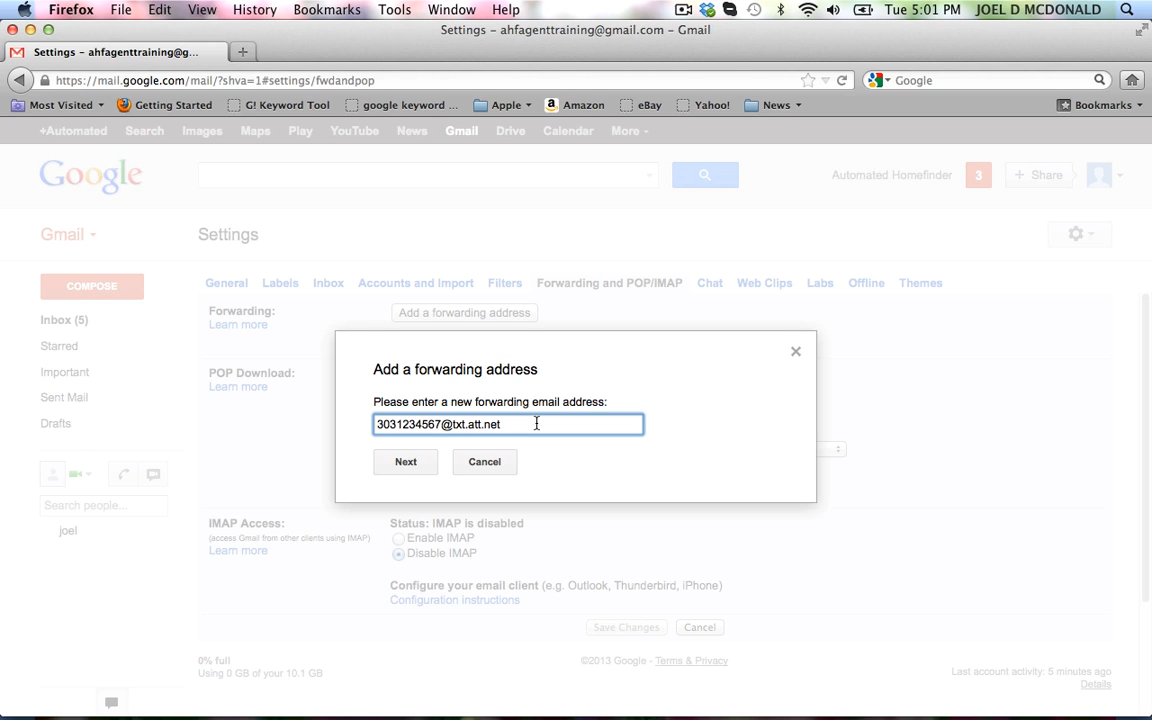 Firefox File Edit View History Bookmarks Tools Window Help Tue 5:01 PM JOEL D MCDONALD
Settings - ahfagenttraining@gmail.com - Gmail
Settings - ahfagenttraining@g...
https://mail.google.com/mail/?shva=1#settings/fwdandpop Google
Most Visited Getting Started G! Keyword Tool google keyword ... Apple Amazon eBay Yahoo! News Bookmarks
+Automated Search Images Maps Play YouTube News Gmail Drive Calendar More
Google Automated Homefinder 3 + Share
Gmail Settings
COMPOSE
General Labels Inbox Accounts and Import Filters Forwarding and POP/IMAP Chat Web Clips Labs Offline Themes
Inbox (5)
Starred
Important
Sent Mail
Drafts
Search people...
joel
Forwarding:
Learn more
Add a forwarding address
POP Download:
Learn more
Add a forwarding address
Please enter a new forwarding email address:
3031234567@txt.att.net
Next Cancel
IMAP Access:
(access Gmail from other clients using IMAP)
Learn more
Status: IMAP is disabled
Enable IMAP
Disable IMAP
Configure your email client (e.g. Outlook, Thunderbird, iPhone)
Configuration instructions
Save Changes Cancel
0% full
Using 0 GB of your 10.1 GB
©2013 Google - Terms & Privacy
Last account activity: 5 minutes ago
Details